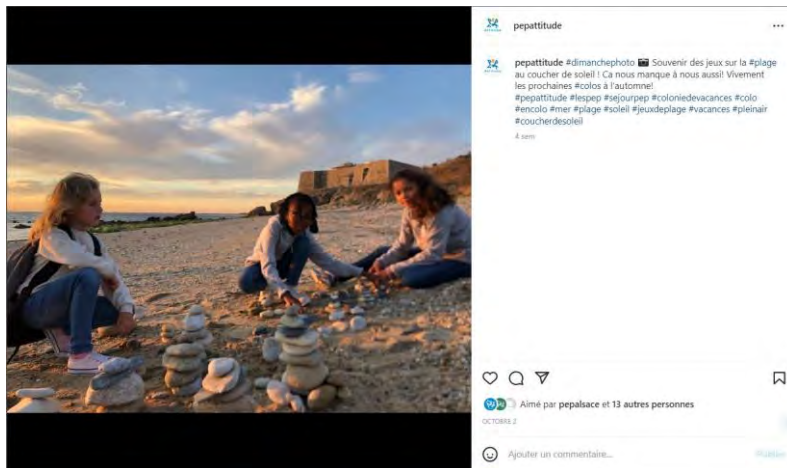 pepattitude
pepattitude #dimanchephoto 📷 Souvenir des jeux sur la #plage
au coucher de soleil ! Ca nous manque à nous aussi! Vivement
les prochaines #colos à l'automne!
#pepattitude #lespep #sejourpep #coloniedevacances #colo
#encolo #mer #plage #soleil #jeuxdeplage #vacances #pleinair
#coucherdesoleil
4 sem
Aimé par pepalsace et 13 autres personnes
OCTOBRE 2
Ajouter un commentaire...
Publier